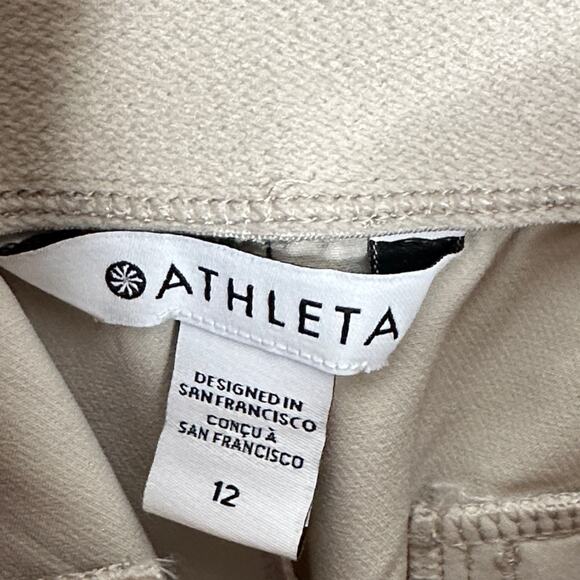 ATHLETA
DESIGNED IN
SAN FRANCISCO
CONÇU À
SAN FRANCISCO
12